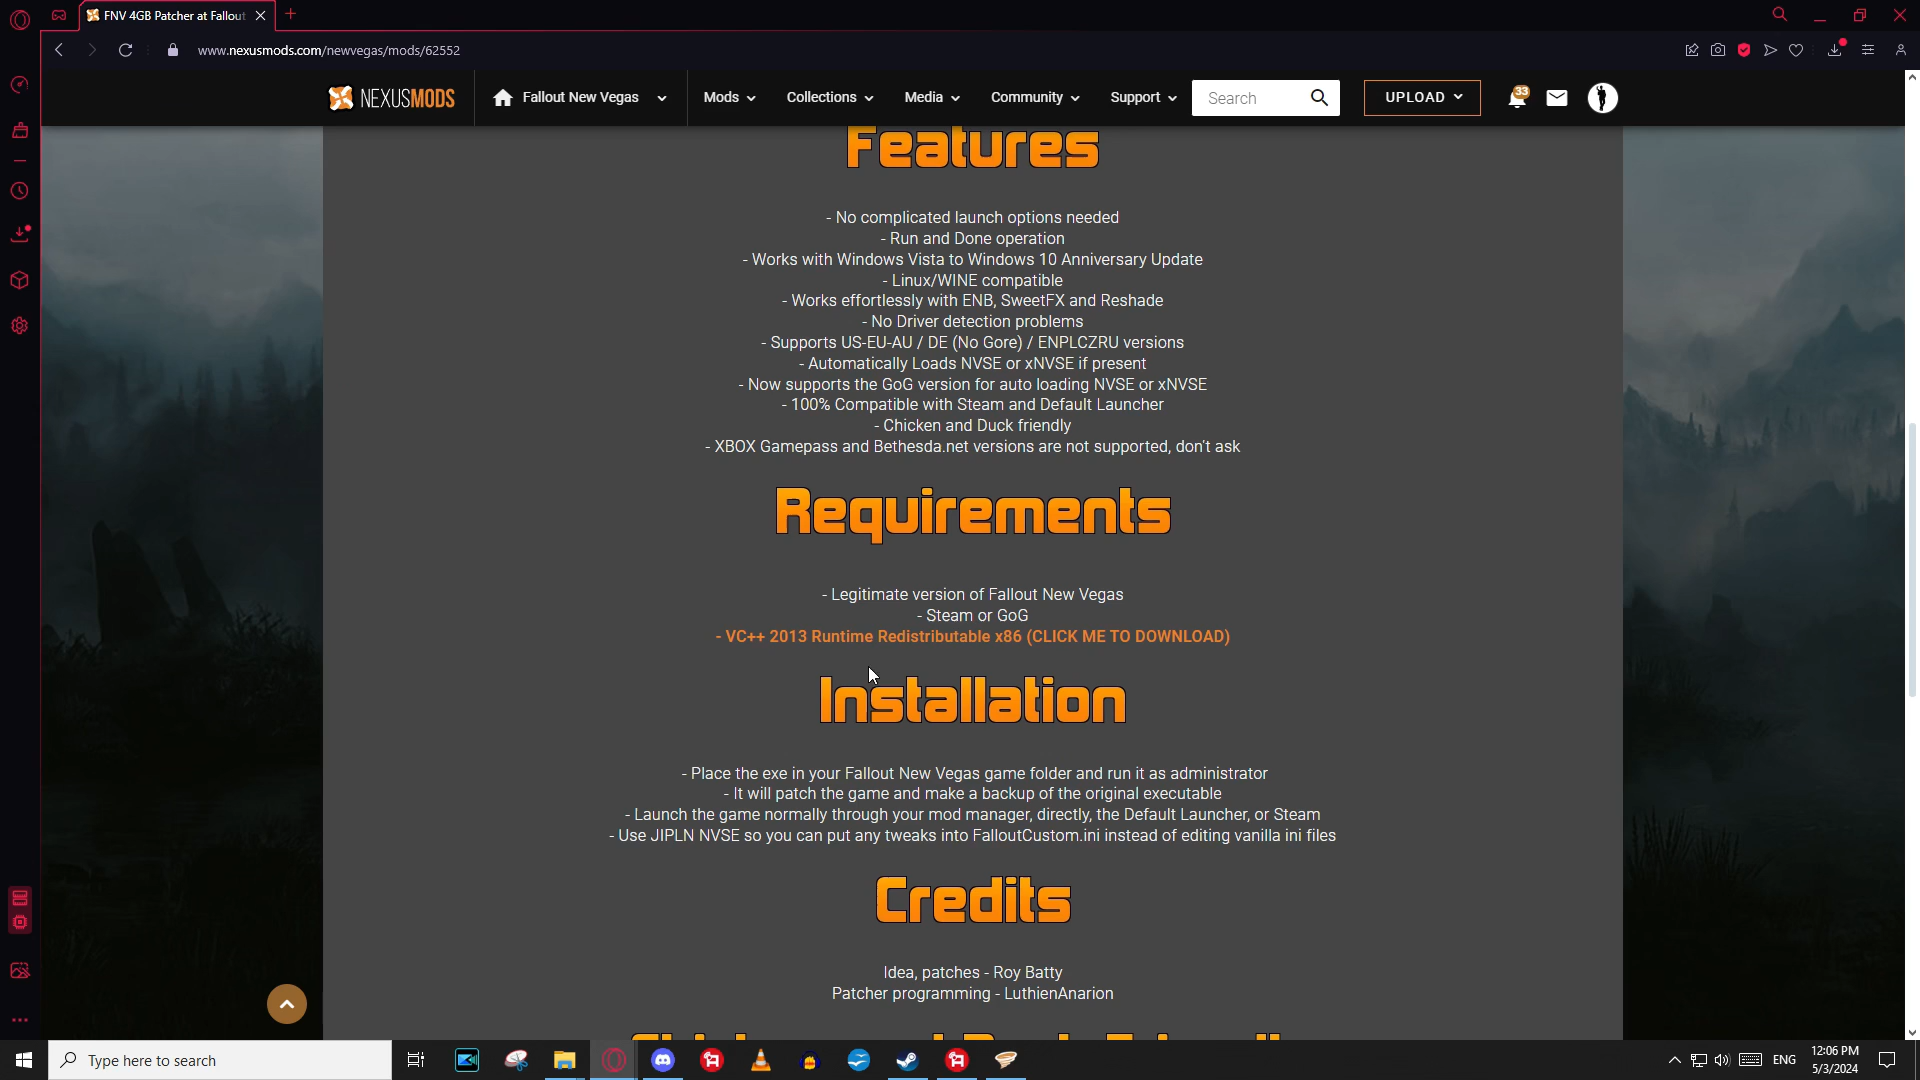 FNV 4GB Patcher at Fallout
www.nexusmods.com/newvegas/mods/62552
NEXUSMODS
Fallout New Vegas
Mods
Collections
Media
Community
Support
Search
UPLOAD
33
Features
- No complicated launch options needed
- Run and Done operation
- Works with Windows Vista to Windows 10 Anniversary Update
- Linux/WINE compatible
- Works effortlessly with ENB, SweetFX and Reshade
- No Driver detection problems
- Supports US-EU-AU / DE (No Gore) / ENPLCZRU versions
- Automatically Loads NVSE or xNVSE if present
- Now supports the GoG version for auto loading NVSE or xNVSE
- 100% Compatible with Steam and Default Launcher
- Chicken and Duck friendly
- XBOX Gamepass and Bethesda.net versions are not supported, don't ask
Requirements
- Legitimate version of Fallout New Vegas
- Steam or GoG
- VC++ 2013 Runtime Redistributable x86 (CLICK ME TO DOWNLOAD)
Installation
- Place the exe in your Fallout New Vegas game folder and run it as administrator
- It will patch the game and make a backup of the original executable
- Launch the game normally through your mod manager, directly, the Default Launcher, or Steam
- Use JIPLN NVSE so you can put any tweaks into FalloutCustom.ini instead of editing vanilla ini files
Credits
Idea, patches - Roy Batty
Patcher programming - LuthienAnarion
Type here to search
ENG
12:06 PM
5/3/2024